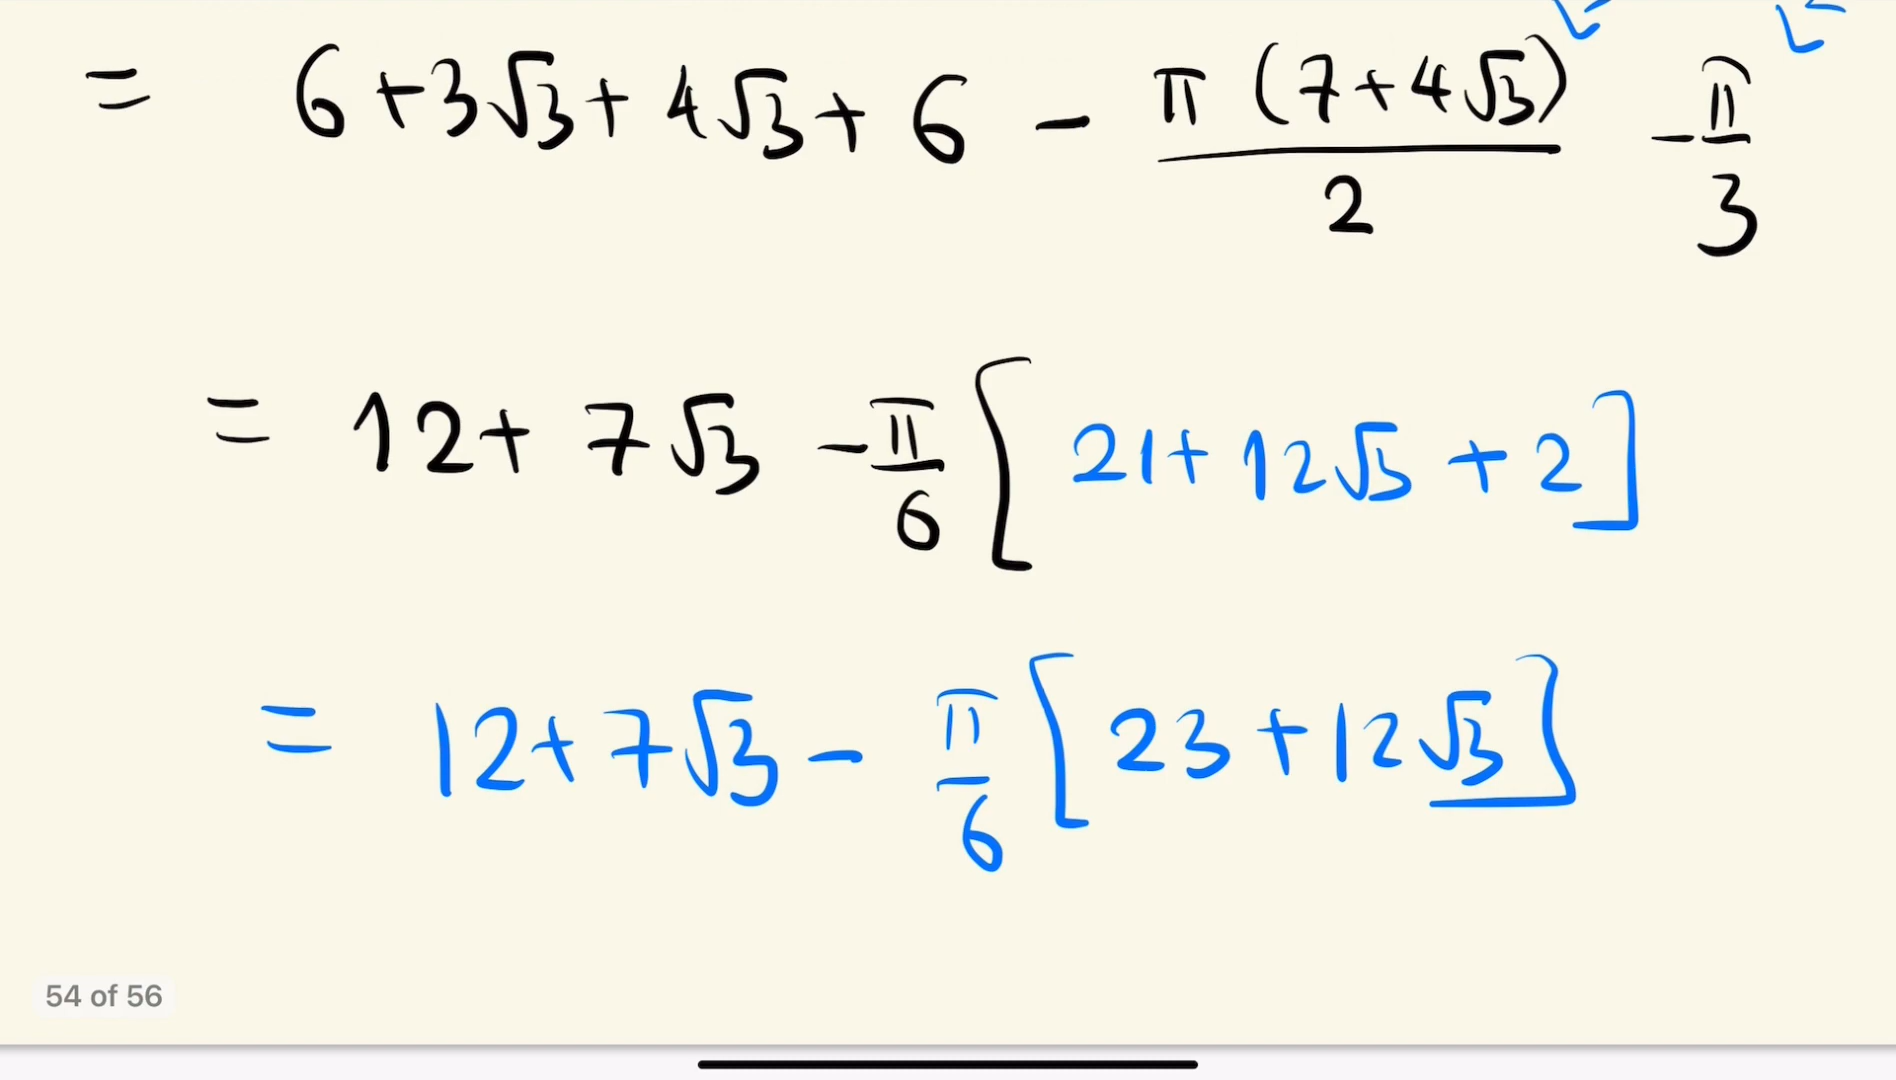 = 6 + 3√3 + 4√3 + 6 - π(7+4√3)/2 - π/3
= 12 + 7√3 - π/6 [21 + 12√3 + 2]
= 12 + 7√3 - π/6 [23 + 12√3]
54 of 56